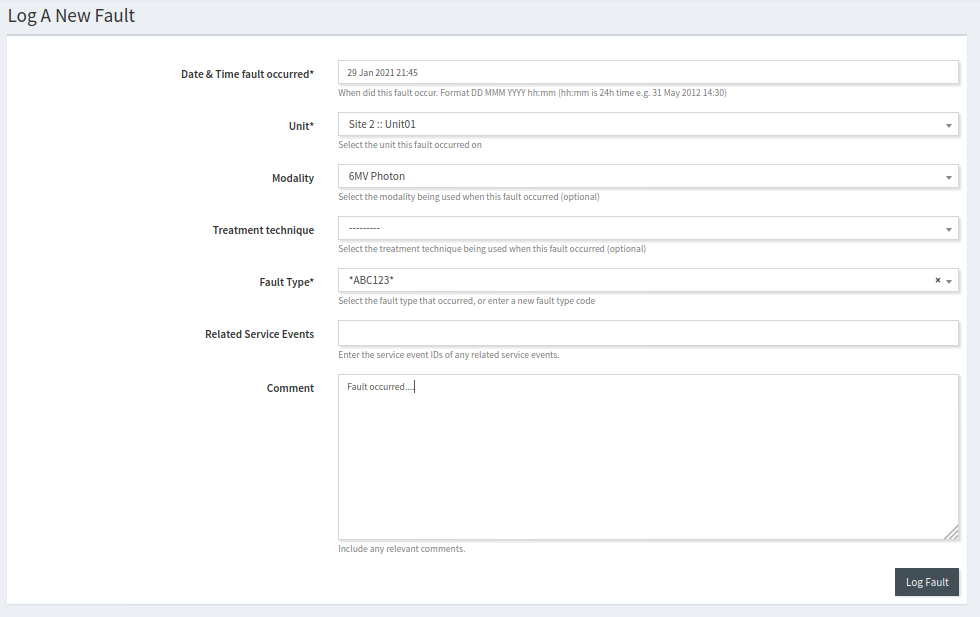 Log A New Fault
Date & Time fault occurred*
29 Jan 2021 21:45
When did this fault occur. Format DD MMM YYYY hh:mm (hh:mm is 24h time e.g. 31 May 2012 14:30)
Unit*
Site 2 :: Unit01
Select the unit this fault occurred on
Modality
6MV Photon
Select the modality being used when this fault occurred (optional)
Treatment technique
---------
Select the treatment technique being used when this fault occurred (optional)
Fault Type*
*ABC123*
×
Select the fault type that occurred, or enter a new fault type code
Related Service Events
Enter the service event IDs of any related service events.
Comment
Fault occurred....
Include any relevant comments.
Log Fault